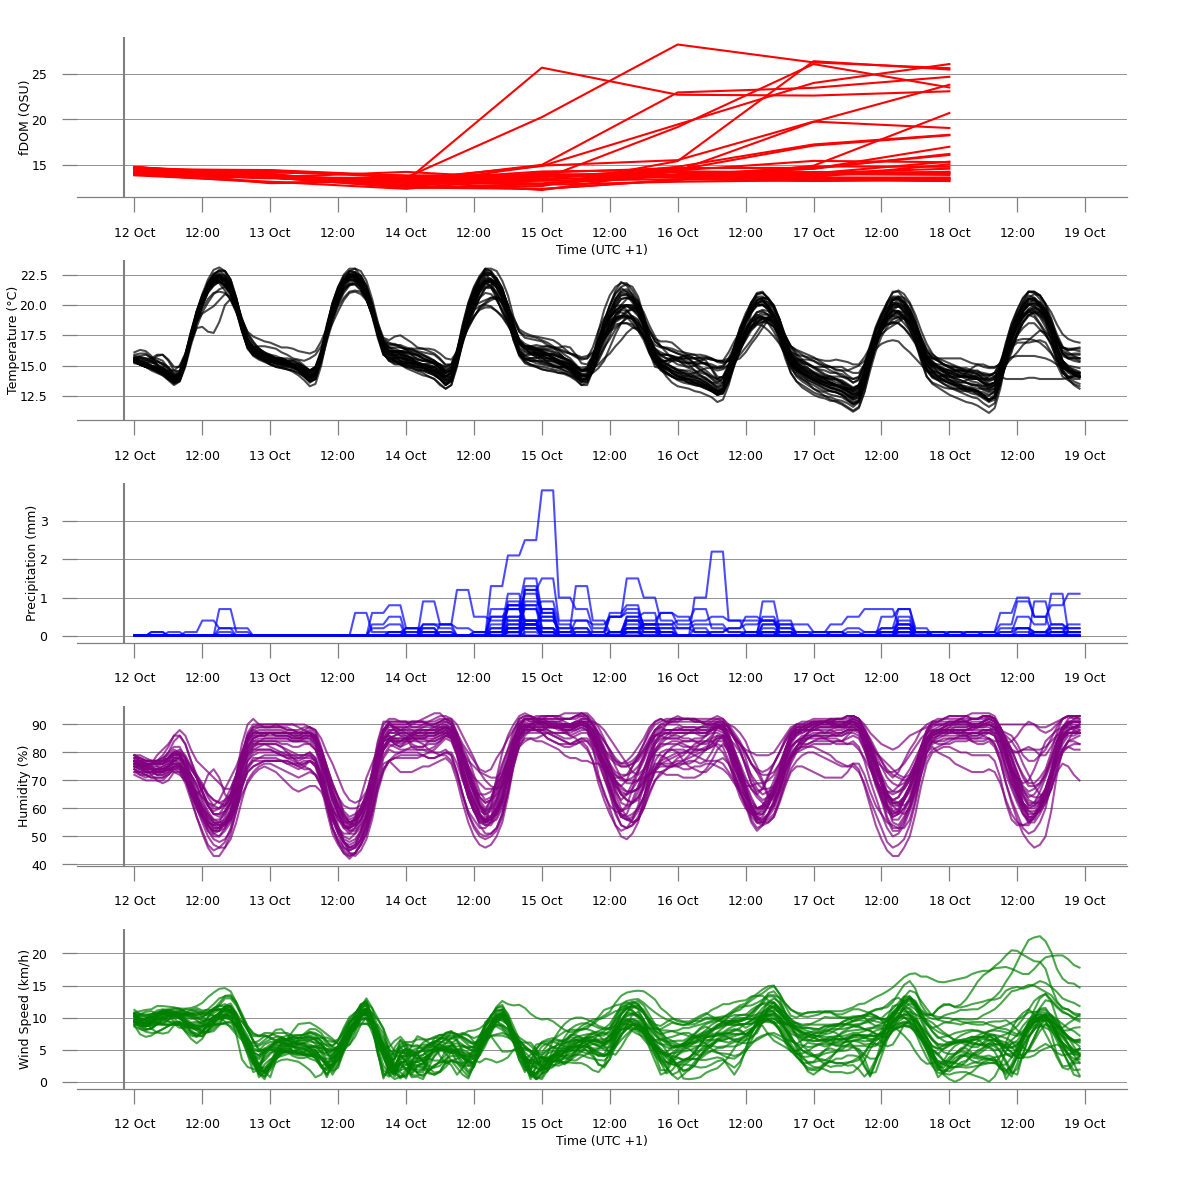 fDOM (QSU)
25
20
15
12 Oct 12:00 13 Oct 12:00 14 Oct 12:00 15 Oct 12:00 16 Oct 12:00 17 Oct 12:00 18 Oct 12:00 19 Oct
Time (UTC +1)
Temperature (°C)
22.5
20.0
17.5
15.0
12.5
12 Oct 12:00 13 Oct 12:00 14 Oct 12:00 15 Oct 12:00 16 Oct 12:00 17 Oct 12:00 18 Oct 12:00 19 Oct
Precipitation (mm)
3
2
1
0
12 Oct 12:00 13 Oct 12:00 14 Oct 12:00 15 Oct 12:00 16 Oct 12:00 17 Oct 12:00 18 Oct 12:00 19 Oct
Humidity (%)
90
80
70
60
50
40
12 Oct 12:00 13 Oct 12:00 14 Oct 12:00 15 Oct 12:00 16 Oct 12:00 17 Oct 12:00 18 Oct 12:00 19 Oct
Wind Speed (km/h)
20
15
10
5
0
12 Oct 12:00 13 Oct 12:00 14 Oct 12:00 15 Oct 12:00 16 Oct 12:00 17 Oct 12:00 18 Oct 12:00 19 Oct
Time (UTC +1)